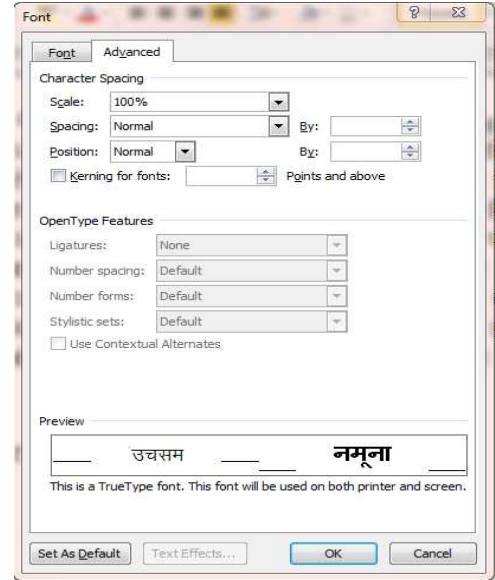 Font
Font Advanced
Character Spacing
Scale: 100%
Spacing: Normal By:
Position: Normal By:
Kerning for fonts: Points and above
OpenType Features
Ligatures: None
Number spacing: Default
Number forms: Default
Stylistic sets: Default
Use Contextual Alternates
Preview
उचसम नमूना
This is a TrueType font. This font will be used on both printer and screen.
Set As Default Text Effects... OK Cancel